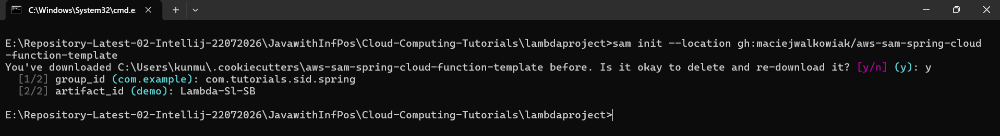 C:\Windows\System32\cmd.e
E:\Repository-Latest-02-Intellij-22072026\JavawithInfPos\Cloud-Computing-Tutorials\lambdaproject>sam init --location gh:maciejwalkowiak/aws-sam-spring-cloud
-function-template
You've downloaded C:\Users\kunmu\.cookiecutters\aws-sam-spring-cloud-function-template before. Is it okay to delete and re-download it? [y/n] (y): y
[1/2] group_id (com.example): com.tutorials.sid.spring
[2/2] artifact_id (demo): Lambda-Sl-SB
E:\Repository-Latest-02-Intellij-22072026\JavawithInfPos\Cloud-Computing-Tutorials\lambdaproject>